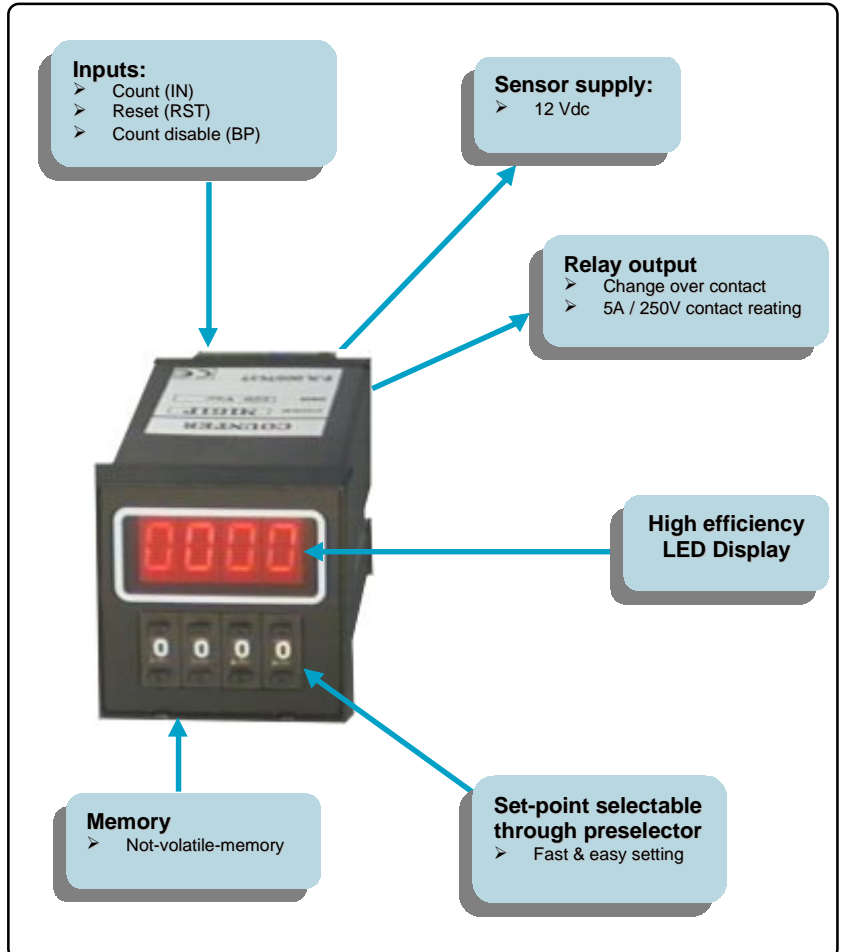 Inputs:
➢ Count (IN)
➢ Reset (RST)
➢ Count disable (BP)
Sensor supply:
➢ 12 Vdc
Relay output
➢ Change over contact
➢ 5A / 250V contact reating
COUNTER
High efficiency
LED Display
0000
0 0 0 0
Memory
➢ Not-volatile-memory
Set-point selectable
through preselector
➢ Fast & easy setting